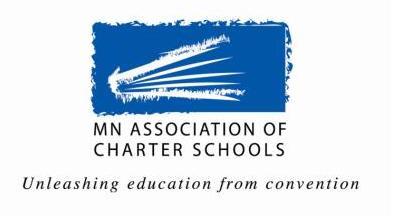 MN ASSOCIATION OF
CHARTER SCHOOLS
Unleashing education from convention